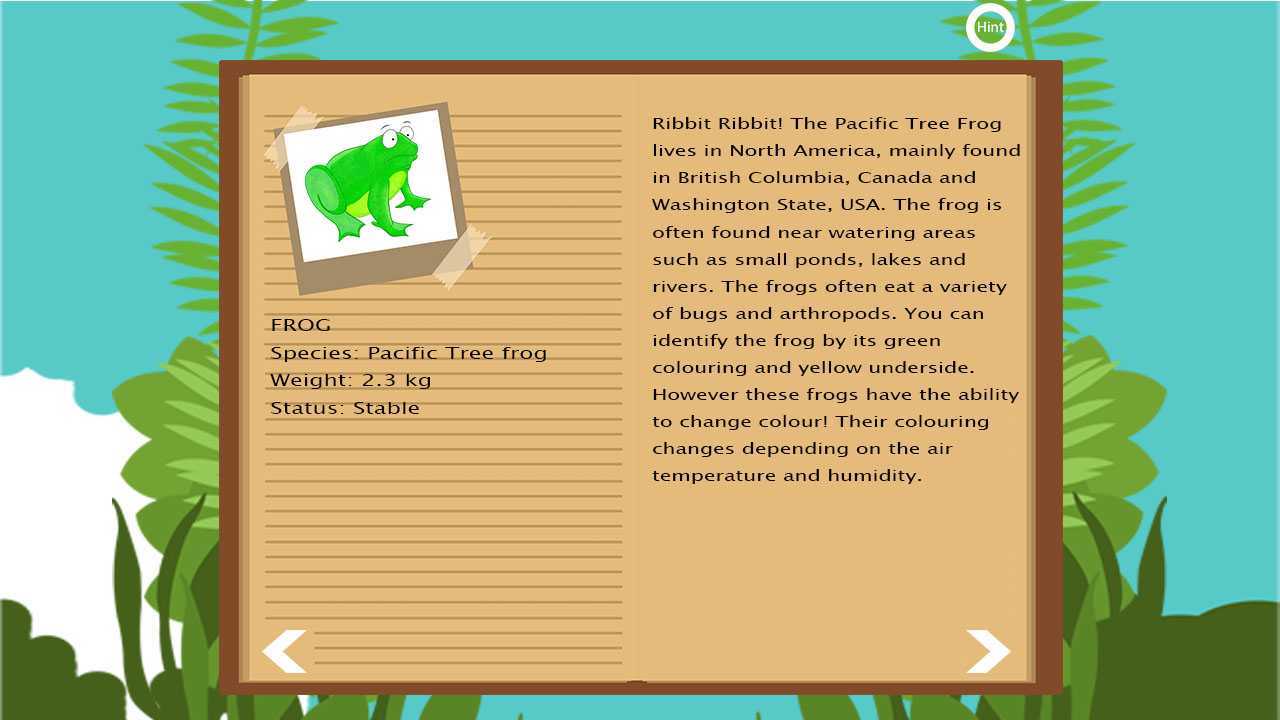 Hint
FROG
Species: Pacific Tree frog
Weight: 2.3 kg
Status: Stable
Ribbit Ribbit! The Pacific Tree Frog
lives in North America, mainly found
in British Columbia, Canada and
Washington State, USA. The frog is
often found near watering areas
such as small ponds, lakes and
rivers. The frogs often eat a variety
of bugs and arthropods. You can
identify the frog by its green
colouring and yellow underside.
However these frogs have the ability
to change colour! Their colouring
changes depending on the air
temperature and humidity.